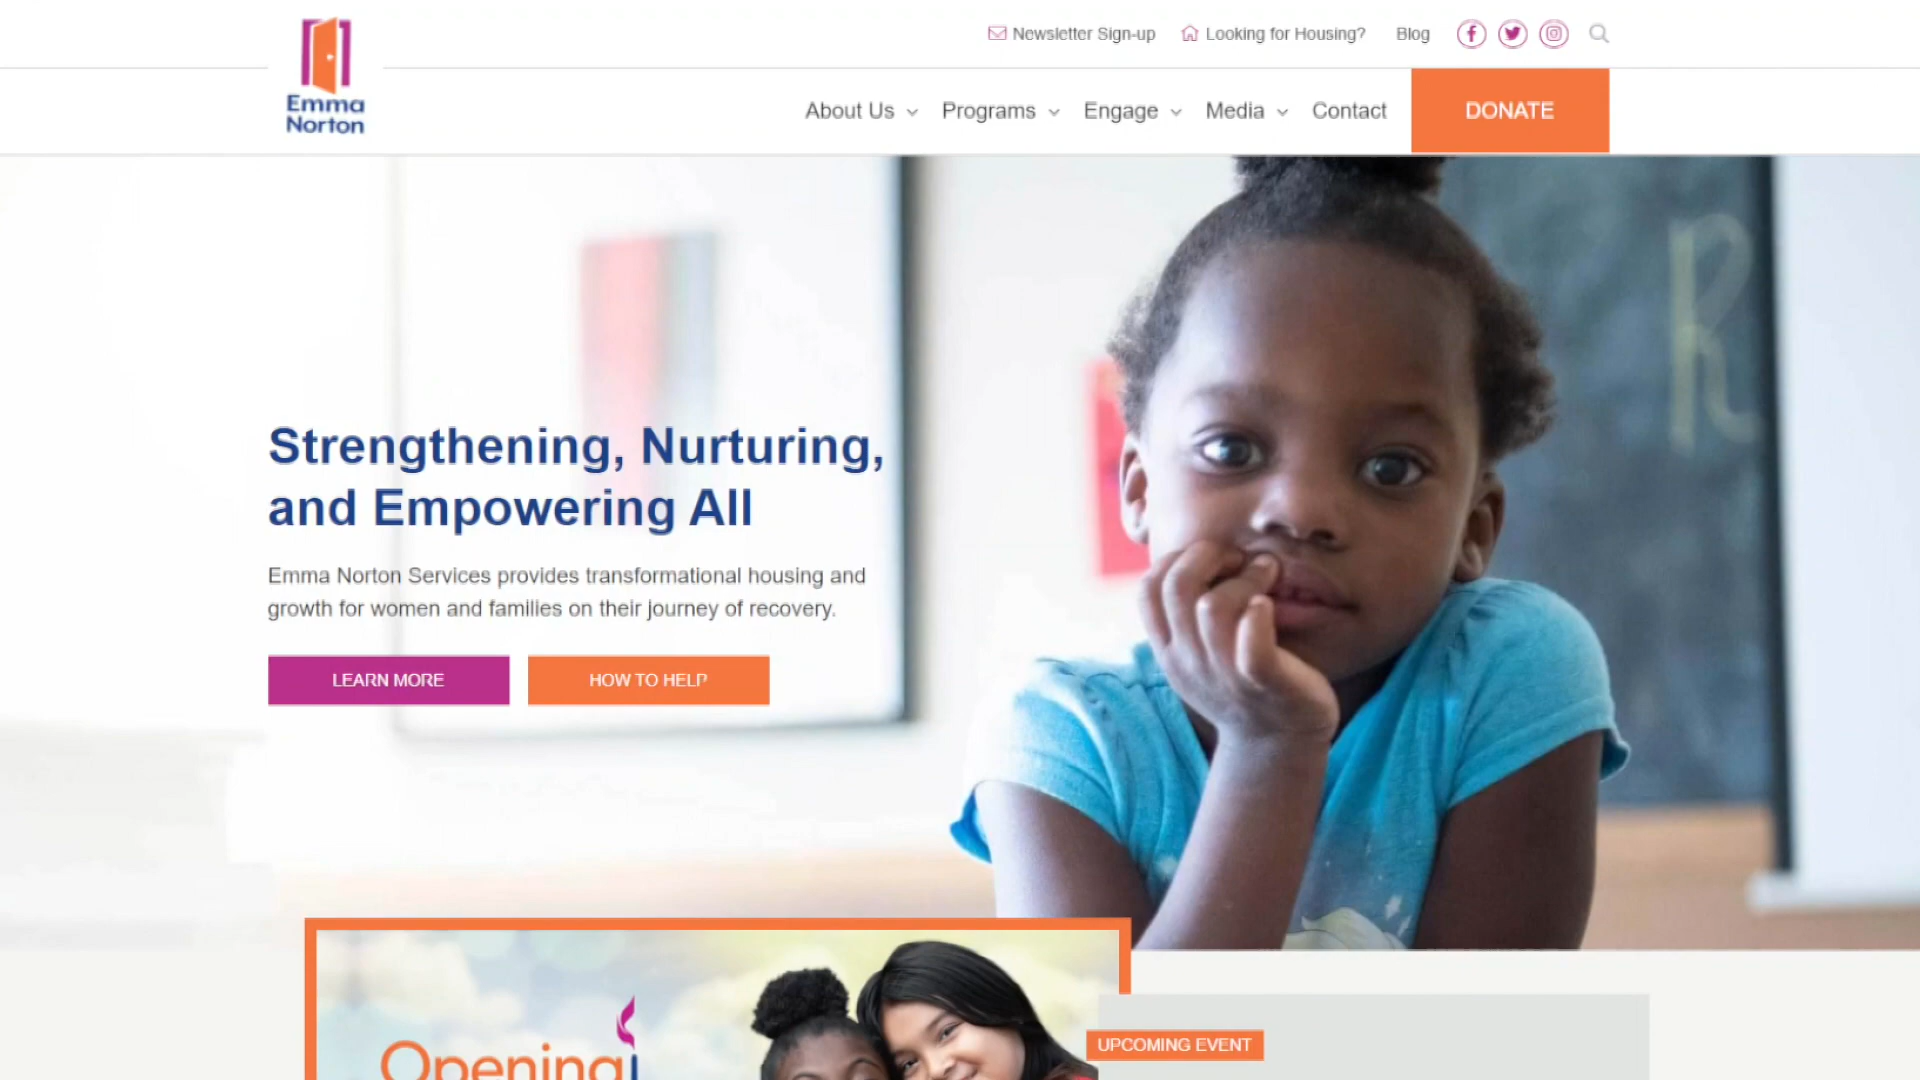 Newsletter Sign-up
Looking for Housing?
Blog
Emma
Norton
About Us
Programs
Engage
Media
Contact
DONATE
R
Strengthening, Nurturing,
and Empowering All
Emma Norton Services provides transformational housing and
growth for women and families on their journey of recovery.
LEARN MORE
HOW TO HELP
Opening
UPCOMING EVENT